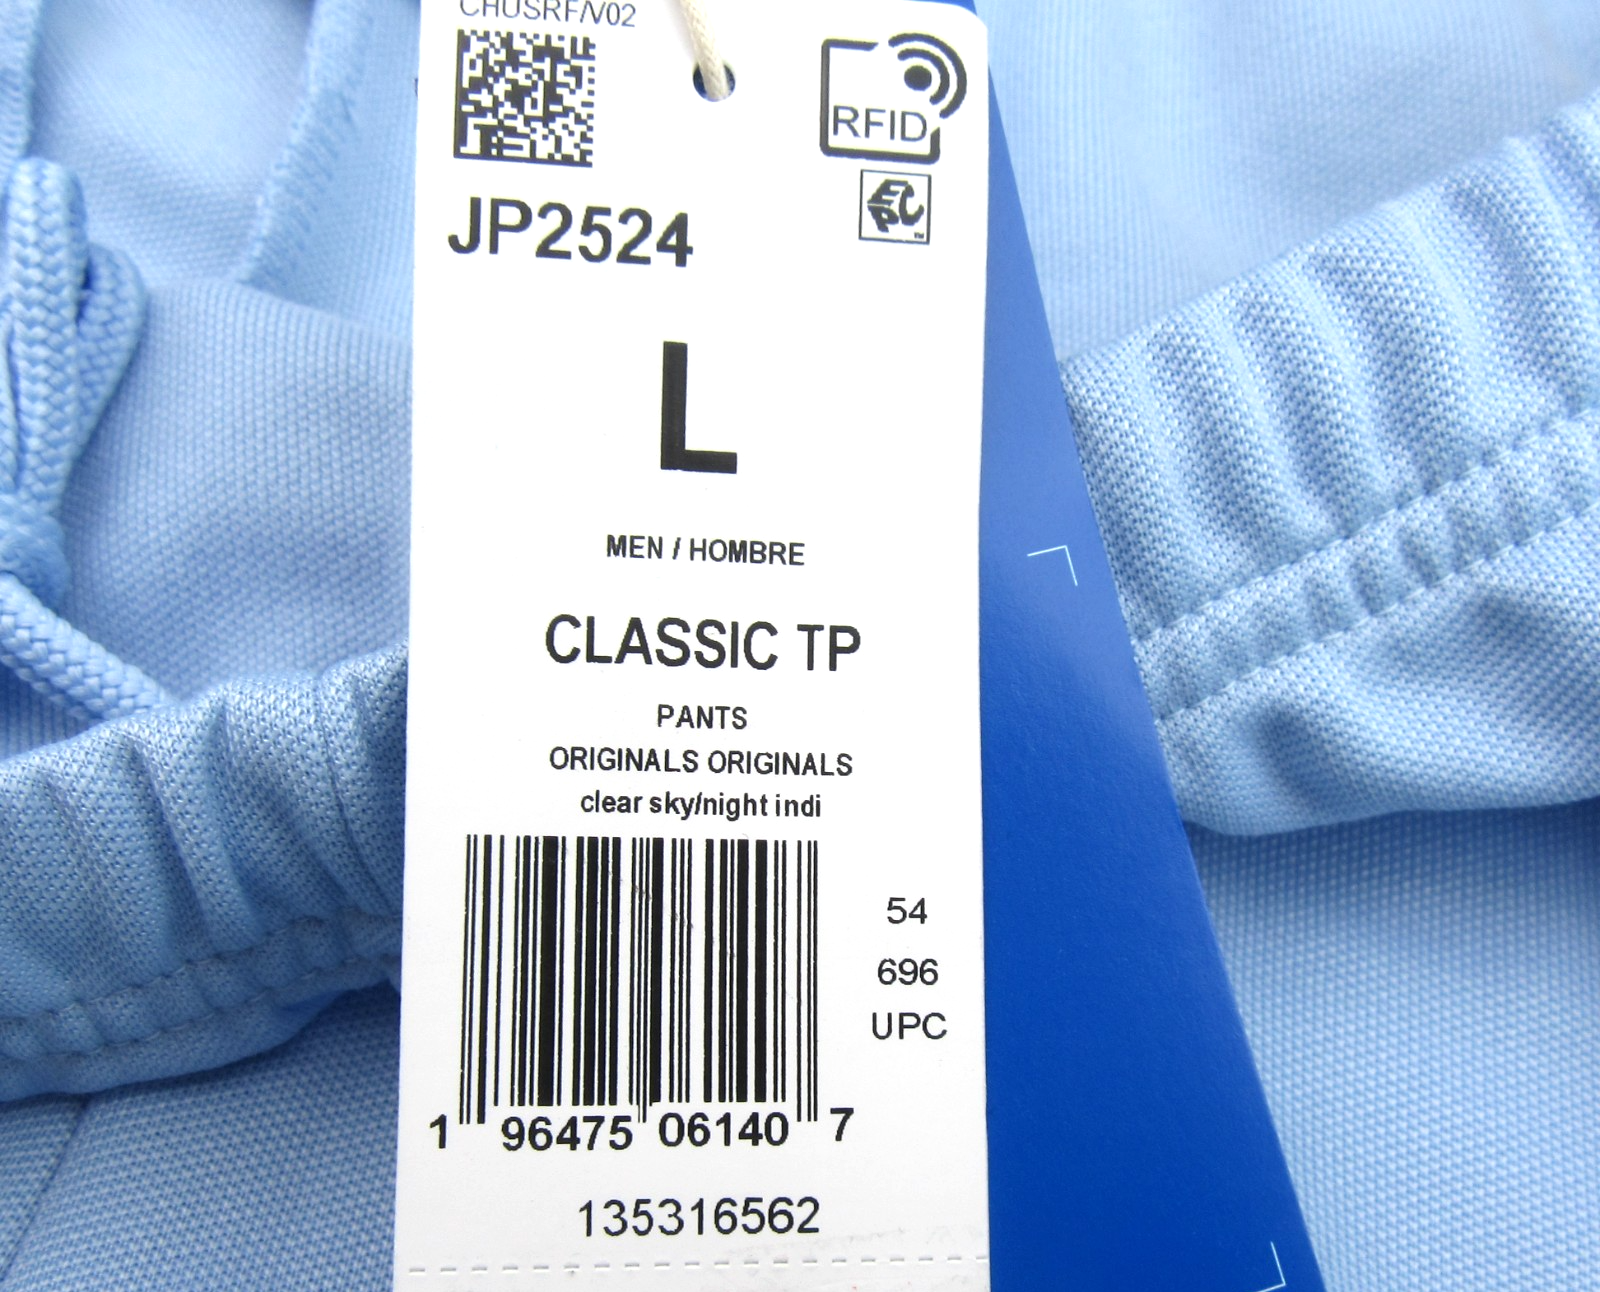 CHUSRF/V02
RFID
EPC
JP2524
L
MEN / HOMBRE
CLASSIC TP
PANTS
ORIGINALS ORIGINALS
clear sky/night indi
54
696
UPC
1 96475 06140 7
135316562